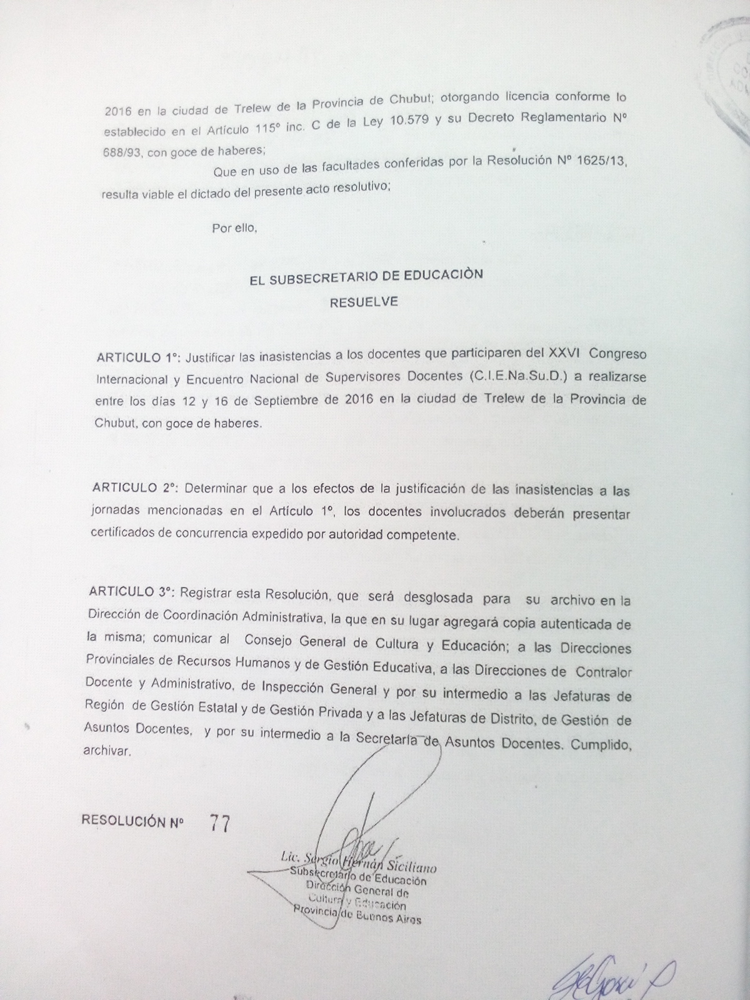 2016 en la ciudad de Trelew de la Provincia de Chubut; otorgando licencia conforme lo
establecido en el Artículo 115º inc. C de la Ley 10.579 y su Decreto Reglamentario Nº
688/93, con goce de haberes;
Que en uso de las facultades conferidas por la Resolución Nº 1625/13,
resulta viable el dictado del presente acto resolutivo;
Por ello,
EL SUBSECRETARIO DE EDUCACIÒN
RESUELVE
ARTICULO 1º: Justificar las inasistencias a los docentes que participaren del XXVI Congreso
Internacional y Encuentro Nacional de Supervisores Docentes (C.I.E.Na.Su.D.) a realizarse
entre los días 12 y 16 de Septiembre de 2016 en la ciudad de Trelew de la Provincia de
Chubut, con goce de haberes.
ARTICULO 2º: Determinar que a los efectos de la justificación de las inasistencias a las
jornadas mencionadas en el Artículo 1º, los docentes involucrados deberán presentar
certificados de concurrencia expedido por autoridad competente.
ARTICULO 3º: Registrar esta Resolución, que será desglosada para su archivo en la
Dirección de Coordinación Administrativa, la que en su lugar agregará copia autenticada de
la misma; comunicar al Consejo General de Cultura y Educación; a las Direcciones
Provinciales de Recursos Humanos y de Gestión Educativa, a las Direcciones de Contralor
Docente y Administrativo, de Inspección General y por su intermedio a las Jefaturas de
Región de Gestión Estatal y de Gestión Privada y a las Jefaturas de Distrito, de Gestión de
Asuntos Docentes, y por su intermedio a la Secretaría de Asuntos Docentes. Cumplido,
archivar.
RESOLUCIÓN Nº 77
Lic. Sergio Hernán Siciliano
Subsecretario de Educación
Dirección General de
Cultura y Educación
Provincia de Buenos Aires